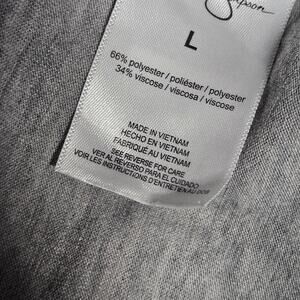 Simpson
L
66% polyester / poliéster / polyester
34% viscose / viscosa / viscose
MADE IN VIETNAM
HECHO EN VIETNAM
FABRIQUÉ AU VIETNAM
SEE REVERSE FOR CARE
VER AL REVERSO PARA EL CUIDADO
VOIR LES INSTRUCTIONS D'ENTRETIEN AU DOS